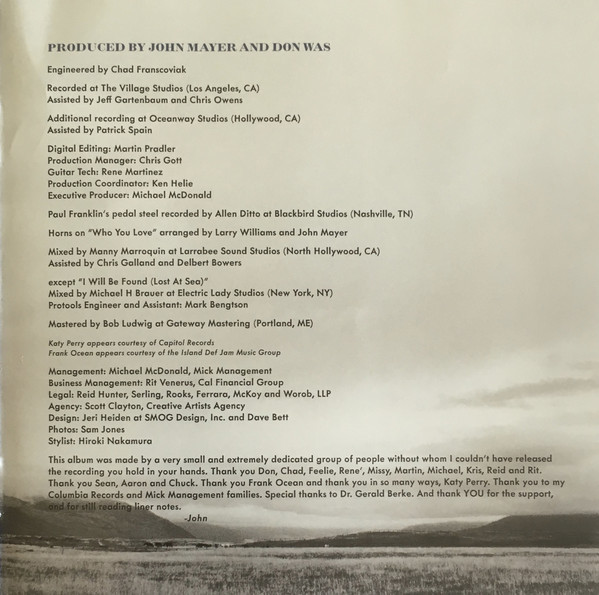 PRODUCED BY JOHN MAYER AND DON WAS
Engineered by Chad Franscoviak
Recorded at The Village Studios (Los Angeles, CA)
Assisted by Jeff Gartenbaum and Chris Owens
Additional recording at Oceanway Studios (Hollywood, CA)
Assisted by Patrick Spain
Digital Editing: Martin Pradler
Production Manager: Chris Gott
Guitar Tech: Rene Martinez
Production Coordinator: Ken Helie
Executive Producer: Michael McDonald
Paul Franklin's pedal steel recorded by Allen Ditto at Blackbird Studios (Nashville, TN)
Horns on "Who You Love" arranged by Larry Williams and John Mayer
Mixed by Manny Marroquin at Larrabee Sound Studios (North Hollywood, CA)
Assisted by Chris Galland and Delbert Bowers
except "I Will Be Found (Lost At Sea)"
Mixed by Michael H Brauer at Electric Lady Studios (New York, NY)
Protools Engineer and Assistant: Mark Bengtson
Mastered by Bob Ludwig at Gateway Mastering (Portland, ME)
Katy Perry appears courtesy of Capitol Records
Frank Ocean appears courtesy of the Island Def Jam Music Group
Management: Michael McDonald, Mick Management
Business Management: Rit Venerus, Cal Financial Group
Legal: Reid Hunter, Serling, Rooks, Ferrara, McKoy and Worob, LLP
Agency: Scott Clayton, Creative Artists Agency
Design: Jeri Heiden at SMOG Design, Inc. and Dave Bett
Photos: Sam Jones
Stylist: Hiroki Nakamura
This album was made by a very small and extremely dedicated group of people without whom I couldn't have released
the recording you hold in your hands. Thank you Don, Chad, Feelie, Rene', Missy, Martin, Michael, Kris, Reid and Rit.
Thank you Sean, Aaron and Chuck. Thank you Frank Ocean and thank you in so many ways, Katy Perry. Thank you to my
Columbia Records and Mick Management families. Special thanks to Dr. Gerald Berke. And thank YOU for the support,
and for still reading liner notes.
-John